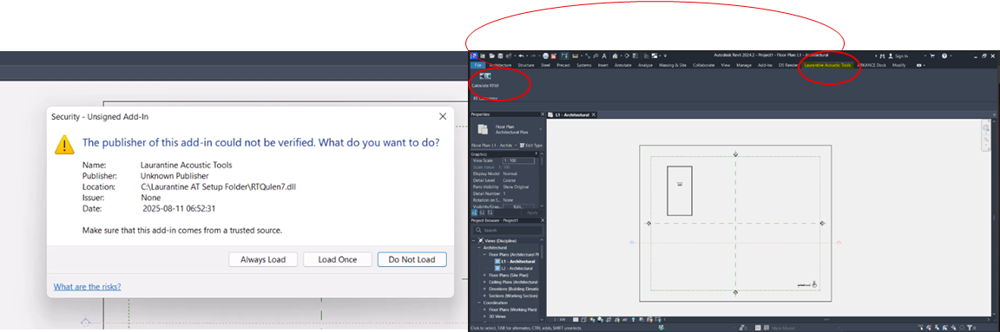 Security - Unsigned Add-In
The publisher of this add-in could not be verified. What do you want to do?
Name: Laurantine Acoustic Tools
Publisher: Unknown Publisher
Location: C:\Laurantine AT Setup Folder\RTQulen7.dll
Issuer: None
Date: 2025-08-11 06:52:31
Make sure that this add-in comes from a trusted source.
Always Load Load Once Do Not Load
What are the risks?
Autodesk Revit 2024.2 - Project1 - Floor Plan: L1 - Architectural
Sign In
File Architecture Structure Steel Precast Systems Insert Annotate Analyze Massing & Site Collaborate View Manage Add-Ins D5 Render Laurantine Acoustic Tools Modify
Calculate RT60
Properties
L1 - Architectural
Floor Plan
Architectural Plan
Floor Plan: L1 - Archit Edit Type
Graphics
View Scale 1 : 100
Scale Value 1: 100
Display Model Normal
Detail Level Coarse
Parts Visibility Show Original
Detail Number 1
Rotation on S... None
Edit...
Apply
Project Browser - Project1
Search
Views (Discipline)
Architectural
Floor Plans (Architectural Pl
L1 - Architectural
L2 - Architectural
Floor Plans (Site Plan)
Ceiling Plans (Architectural
Elevations (Building Elevatio
Sections (Working Section)
Coordination
Floor Plans (Working Plan)
3D Views
1 : 100
Click to select, TAB for alternates, CTRL adds, SHIFT unselects.
Main Model